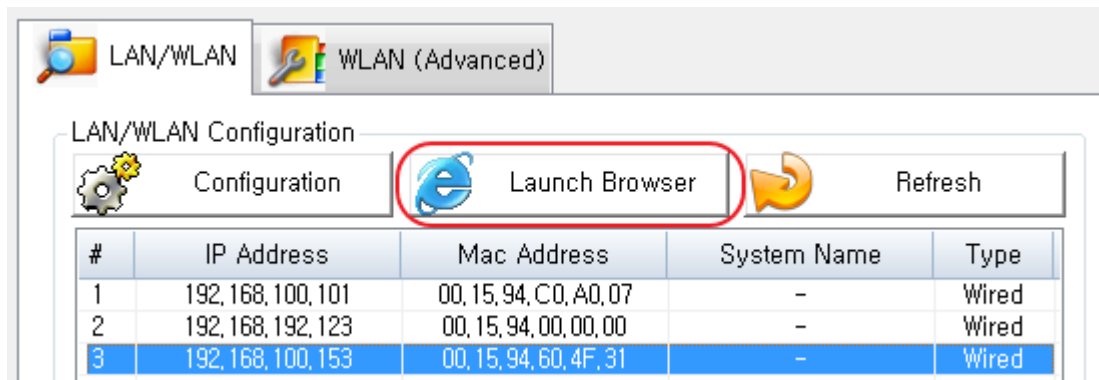 LAN/WLAN WLAN (Advanced)
LAN/WLAN Configuration
Configuration Launch Browser Refresh
# IP Address Mac Address System Name Type
1 192,168,100,101 00,15,94,C0,A0,07 - Wired
2 192,168,192,123 00,15,94,00,00,00 - Wired
3 192,168,100,153 00,15,94,60,4F,31 - Wired